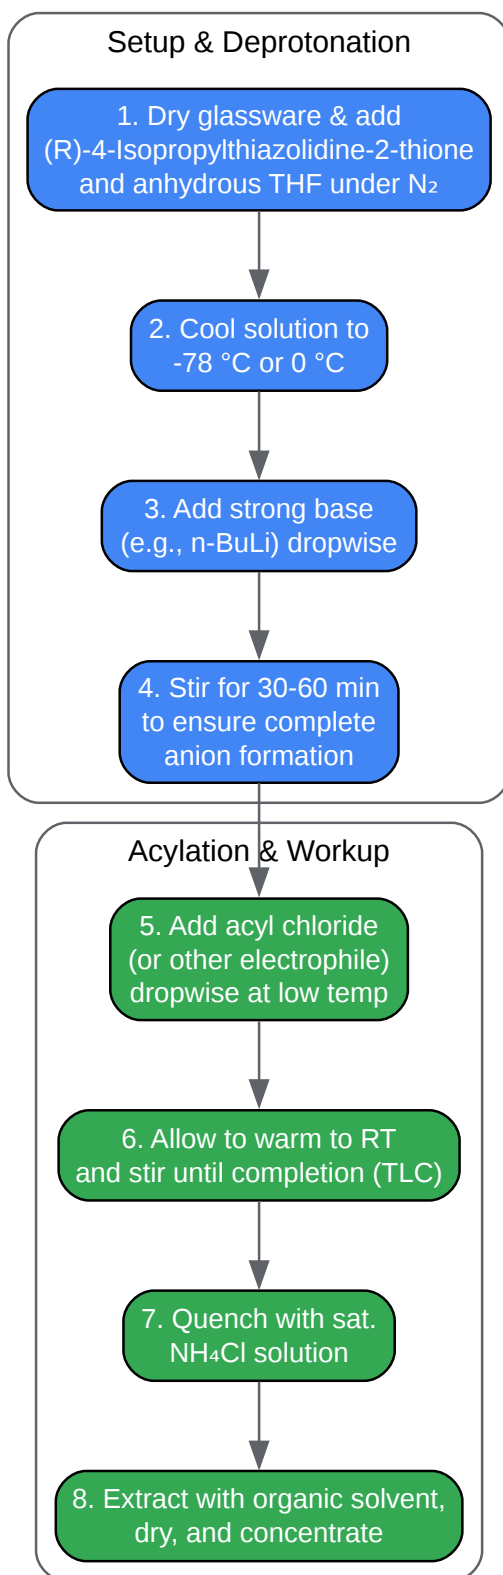 Setup & Deprotonation
1. Dry glassware & add
(R)-4-Isopropylthiazolidine-2-thione
and anhydrous THF under N₂
2. Cool solution to
-78 °C or 0 °C
3. Add strong base
(e.g., n-BuLi) dropwise
4. Stir for 30-60 min
to ensure complete
anion formation
Acylation & Workup
5. Add acyl chloride
(or other electrophile)
dropwise at low temp
6. Allow to warm to RT
and stir until completion (TLC)
7. Quench with sat.
NH₄Cl solution
8. Extract with organic solvent,
dry, and concentrate